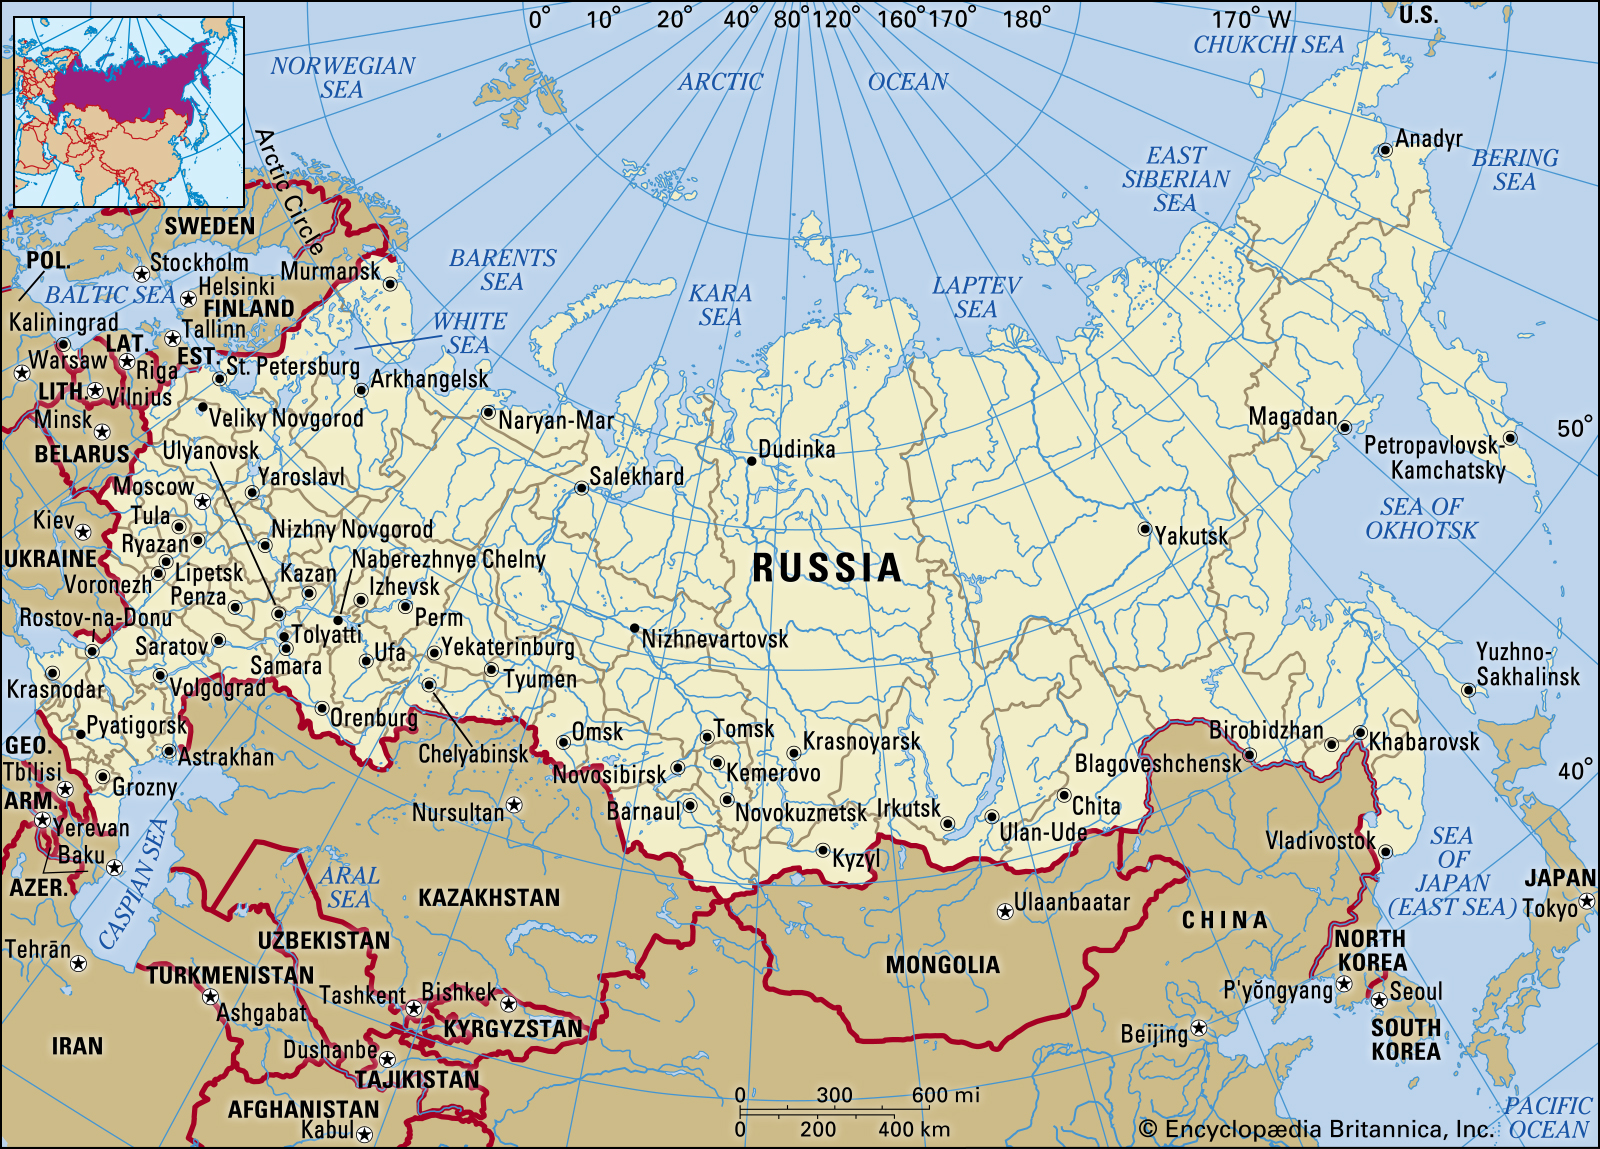 0° 10° 20° 40° 80° 120° 160° 170° 180° 170° W
U.S.
CHUKCHI SEA
NORWEGIAN
SEA
ARCTIC
OCEAN
Arctic Circle
Anadyr
EAST
SIBERIAN
SEA
BERING
SEA
SWEDEN
POL.
Stockholm
BALTIC SEA
Helsinki
FINLAND
Murmansk
BARENTS
SEA
KARA
SEA
LAPTEV
SEA
WHITE
SEA
Kaliningrad
Tallinn
LAT.
EST.
Warsaw
Riga
St. Petersburg
Arkhangelsk
LITH.
Vilnius
Minsk
Veliky Novgorod
Naryan-Mar
Magadan
50°
Petropavlovsk-
Kamchatsky
BELARUS
Ulyanovsk
Dudinka
Yaroslavl
Salekhard
Moscow
SEA OF
OKHOTSK
Kiev
Tula
Nizhny Novgorod
Yakutsk
Ryazan
UKRAINE
Naberezhnye Chelny
RUSSIA
Lipetsk
Kazan
Izhevsk
Voronezh
Penza
Perm
Rostov-na-Donu
Tolyatti
Nizhnevartovsk
Saratov
Samara
Ufa
Yekaterinburg
Yuzhno-
Sakhalinsk
Krasnodar
Volgograd
Tyumen
Orenburg
Pyatigorsk
Omsk
Tomsk
Krasnoyarsk
Birobidzhan
Khabarovsk
GEO.
Astrakhan
Chelyabinsk
Blagoveshchensk
40°
Tbilisi
Grozny
Novosibirsk
Kemerovo
ARM.
Nursultan
Barnaul
Novokuznetsk
Irkutsk
Chita
Yerevan
Ulan-Ude
Vladivostok
Baku
Kyzyl
AZER.
CASPIAN SEA
ARAL
SEA
KAZAKHSTAN
Ulaanbaatar
CHINA
SEA
OF
JAPAN
(EAST SEA)
JAPAN
Tokyo
UZBEKISTAN
Tehrān
MONGOLIA
NORTH
KOREA
TURKMENISTAN
Tashkent
Bishkek
P'yŏngyang
Seoul
Ashgabat
KYRGYZSTAN
Beijing
SOUTH
KOREA
IRAN
Dushanbe
TAJIKISTAN
AFGHANISTAN
Kabul
0 300 600 mi
0 200 400 km
PACIFIC
OCEAN
© Encyclopædia Britannica, Inc.